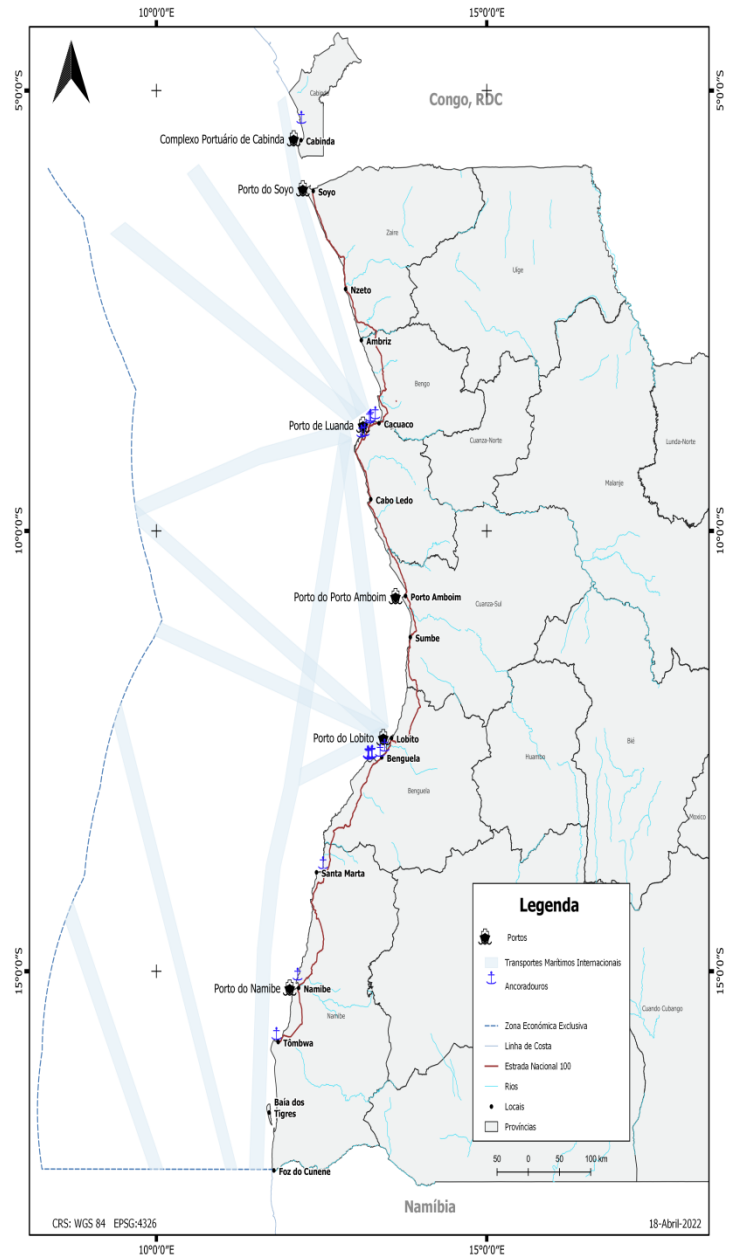 10°0'0"E
15°0'0"E
5°0'0"S
5°0'0"S
Congo, RDC
Cabinda
Complexo Portuário de Cabinda
Cabinda
Porto do Soyo
Soyo
Zaire
Uíge
Nzeto
Ambriz
Bengo
Porto de Luanda
Cacuaco
Cuanza-Norte
Lunda-Norte
Malanje
Cabo Ledo
10°0'0"S
10°0'0"S
Porto do Porto Amboim
Porto Amboim
Cuanza-Sul
Sumbe
Porto do Lobito
Lobito
Bié
Benguela
Huambo
Benguela
Moxico
Santa Marta
Legenda
Portos
Transportes Marítimos Internacionais
Ancoradouros
Zona Económica Exclusiva
Linha de Costa
Estrada Nacional 100
Rios
Locais
Províncias
50 0 50 100 km
15°0'0"S
15°0'0"S
Porto do Namibe
Namibe
Cuando Cubango
Namibe
Tômbwa
Baía dos
Tigres
Foz do Cunene
Namíbia
CRS: WGS 84 EPSG:4326
18-Abril-2022
10°0'0"E
15°0'0"E